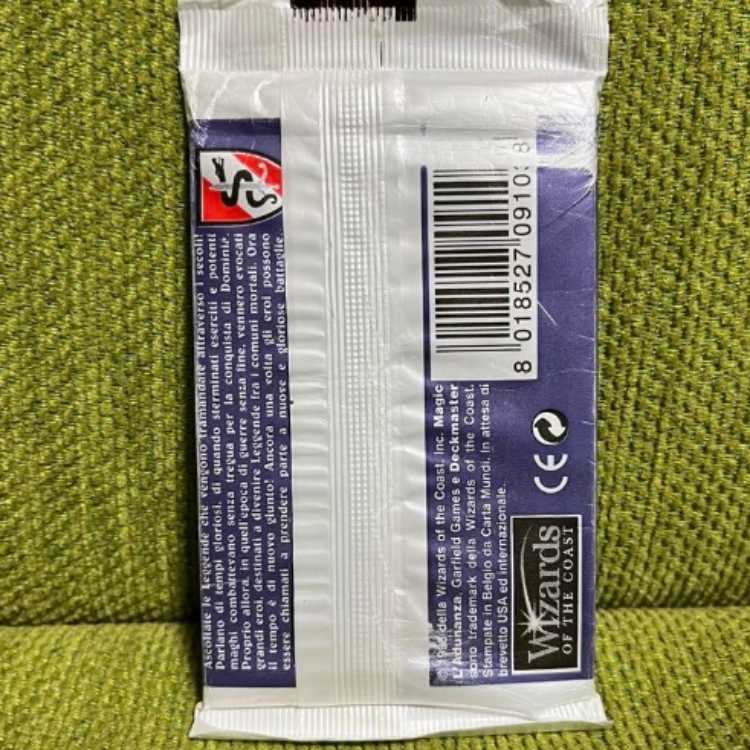 Ascoltate le Leggende che vengono tramandate attraverso i secoli!
Parlano di tempi gloriosi, di quando sterminati eserciti e potenti
maghi combattevano senza tregua per la conquista di Dominia.
Proprio allora, in quell'epoca di guerre senza fine, vennero evocati
grandi eroi, destinati a divenire Leggende fra i comuni mortali. Ora
il tempo è di nuovo giunto! Ancora una volta gli eroi possono
essere chiamati a prendere parte a nuove e gloriose battaglie.
8 018527 09103 8
© della Wizards of the Coast, Inc. Magic
L'Adunanza, Garfield Games e Deckmaster
sono trademark della Wizards of the Coast.
Stampate in Belgio da Carta Mundi. In attesa di
brevetto USA ed internazionale.
CE
Wizards
OF THE COAST